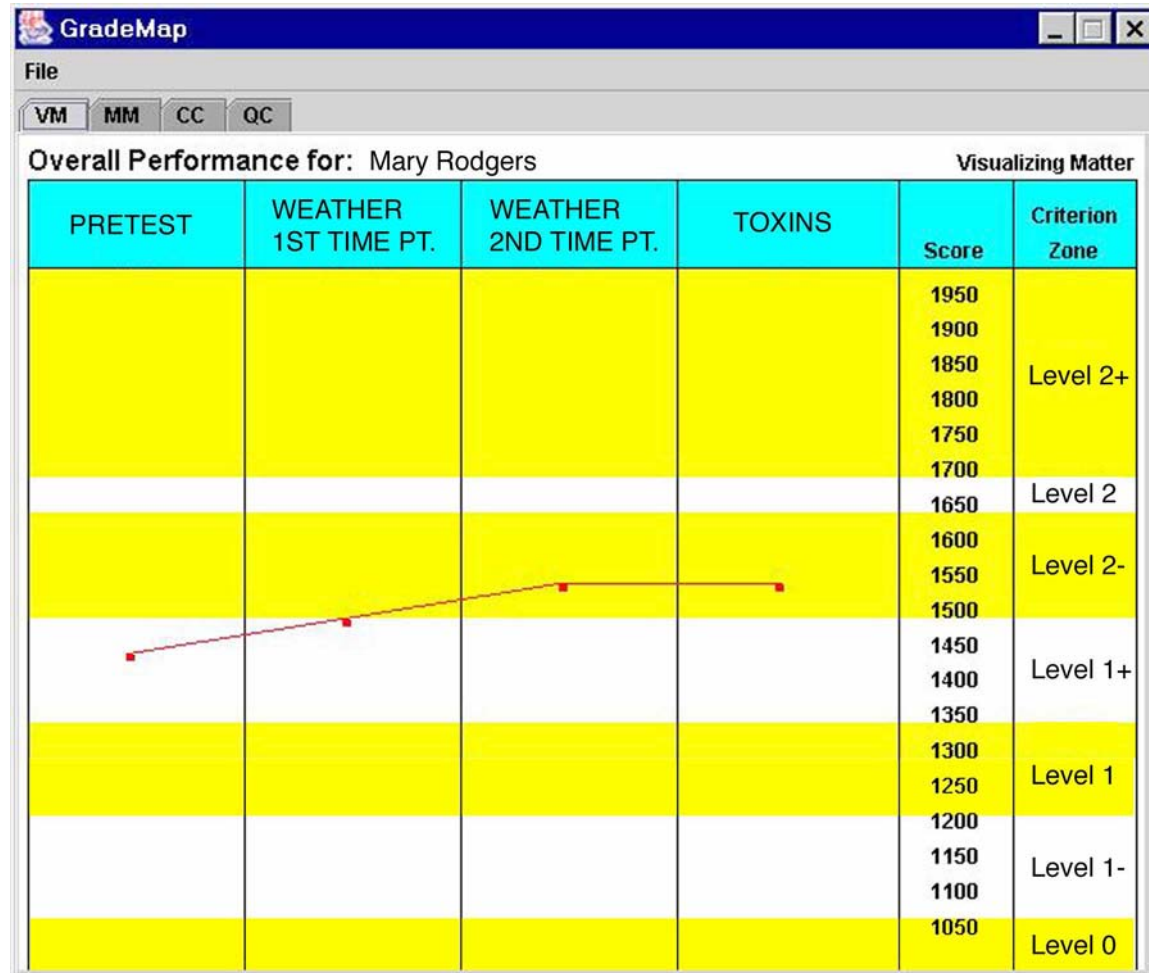 GradeMap
File
VM MM CC QC
Overall Performance for: Mary Rodgers Visualizing Matter
PRETEST
WEATHER
1ST TIME PT.
WEATHER
2ND TIME PT.
TOXINS
Score
Criterion
Zone
1950
1900
1850
1800
1750
1700
1650
1600
1550
1500
1450
1400
1350
1300
1250
1200
1150
1100
1050
Level 2+
Level 2
Level 2-
Level 1+
Level 1
Level 1-
Level 0